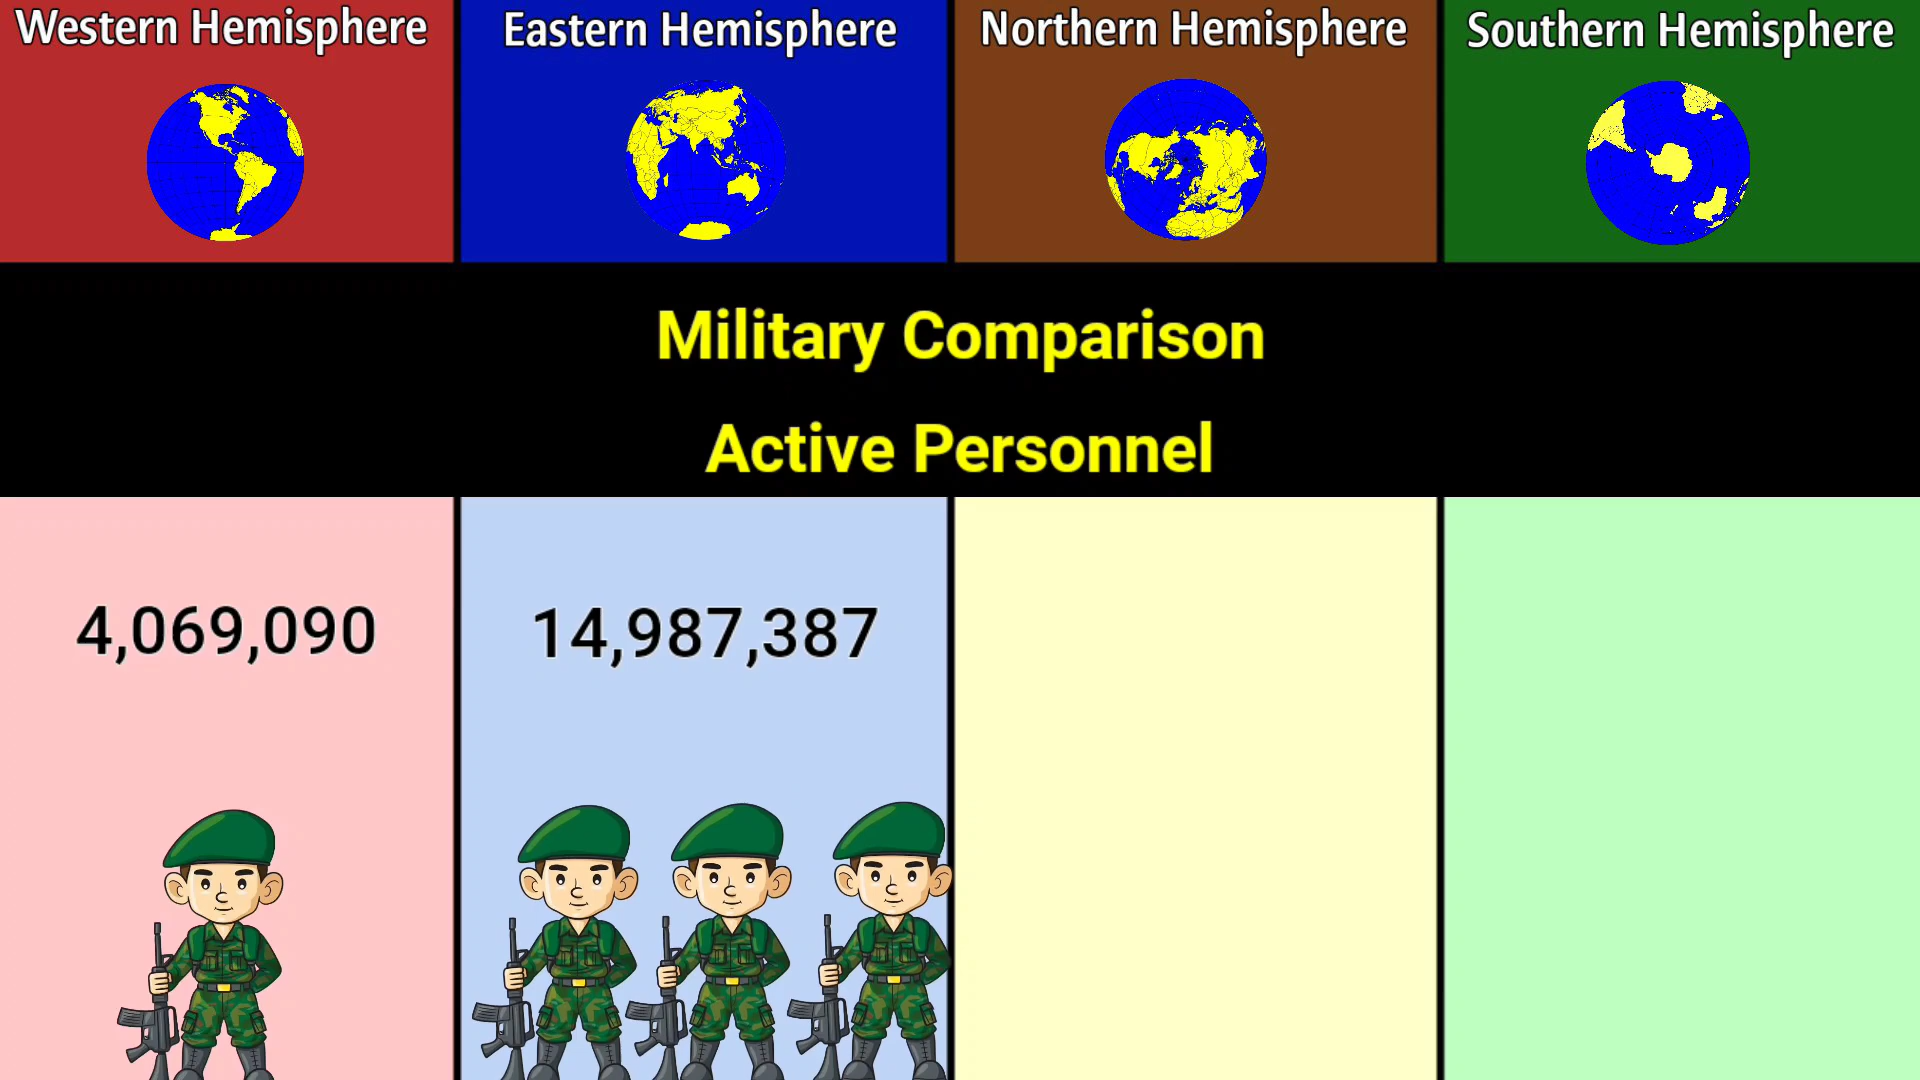 Western Hemisphere
Eastern Hemisphere
Northern Hemisphere
Southern Hemisphere
Military Comparison
Active Personnel
4,069,090
14,987,387